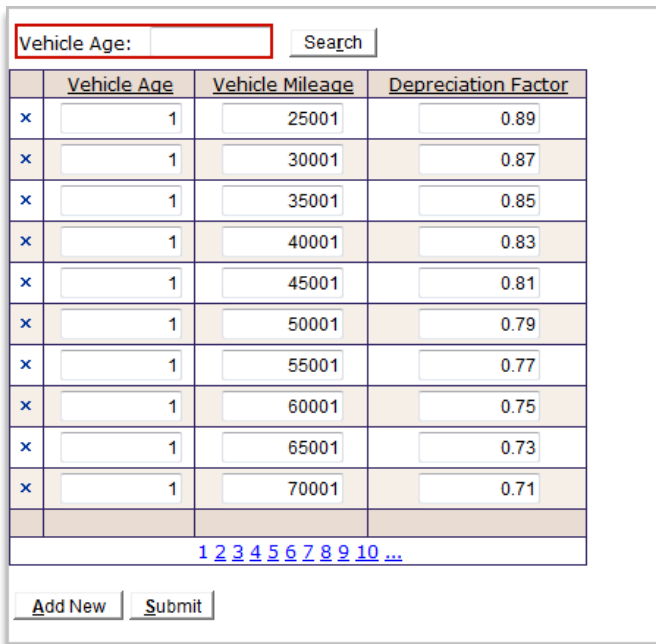 Vehicle Age: Search
Vehicle Age Vehicle Mileage Depreciation Factor
x 1 25001 0.89
x 1 30001 0.87
x 1 35001 0.85
x 1 40001 0.83
x 1 45001 0.81
x 1 50001 0.79
x 1 55001 0.77
x 1 60001 0.75
x 1 65001 0.73
x 1 70001 0.71
1 2 3 4 5 6 7 8 9 10 ...
Add New Submit